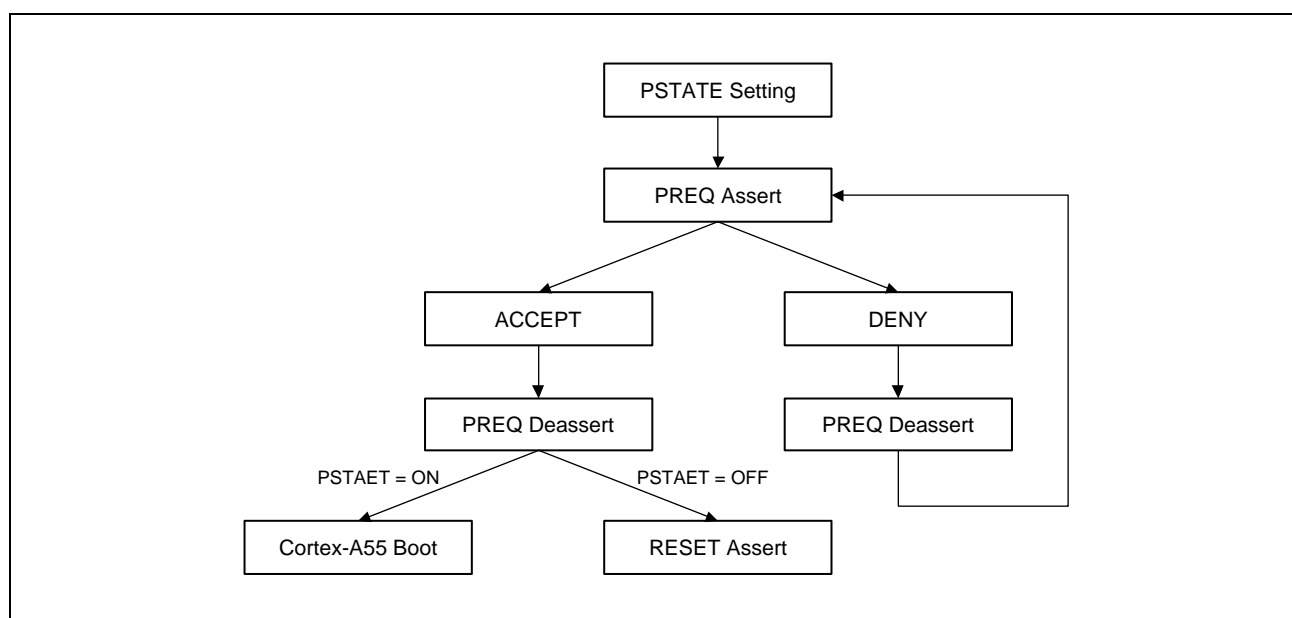 PSTATE Setting
PREQ Assert
ACCEPT
DENY
PREQ Deassert
PREQ Deassert
PSTAET = ON
PSTAET = OFF
Cortex-A55 Boot
RESET Assert